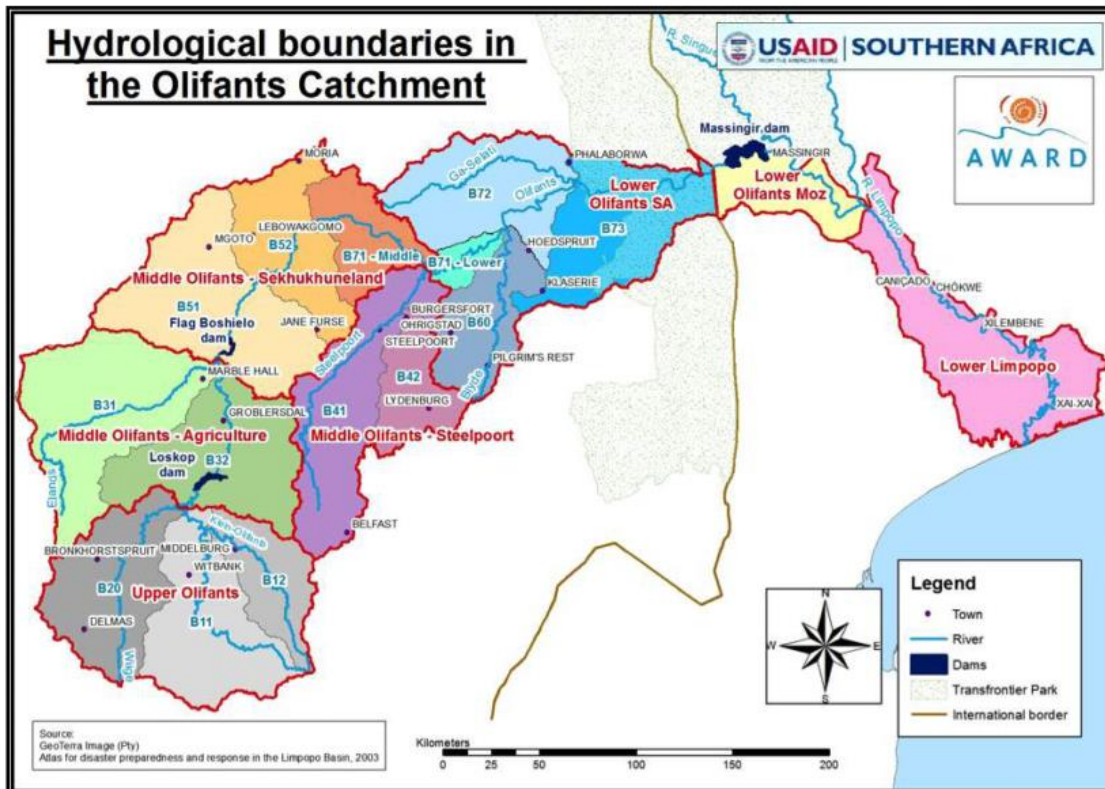 Hydrological boundaries in
the Olifants Catchment
USAID
FROM THE AMERICAN PEOPLE
SOUTHERN AFRICA
AWARD
R. Singue
Massingir.dam
MASSINGIR
Lower
Olifants Moz
R. Limpopo
MORIA
Ga-Selati
PHALABORWA
B72
Olifants
Lower
Olifants SA
B73
LEBOWAKGOMO
MGOTO
B52
B71 - Middle
B71 - Lower
HOEDSPRUIT
KLASERIE
Middle Olifants - Sekhukhuneland
B51
Flag Boshielo
dam
JANE FURSE
BURGERSFORT
OHRIGSTAD
B60
STEELPOORT
Steelpoort
PILGRIM'S REST
Blyde
MARBLE HALL
B42
LYDENBURG
B31
GROBLERSDAL
B41
Middle Olifants - Agriculture
Middle Olifants - Steelpoort
Loskop
dam
B32
Elands
BELFAST
Klein-Olifants
BRONKHORSTSPRUIT
MIDDELBURG
WITBANK
B20
B12
Upper Olifants
DELMAS
B11
Wilge
CANIÇADO
CHÓKWE
XILEMBENE
Lower Limpopo
XAI-XAI
N
W
E
S
Legend
Town
River
Dams
Transfrontier Park
International border
Source:
GeoTerra Image (Pty)
Atlas for disaster preparedness and response in the Limpopo Basin, 2003
Kilometers
0 12.5 25 50 100 150 200